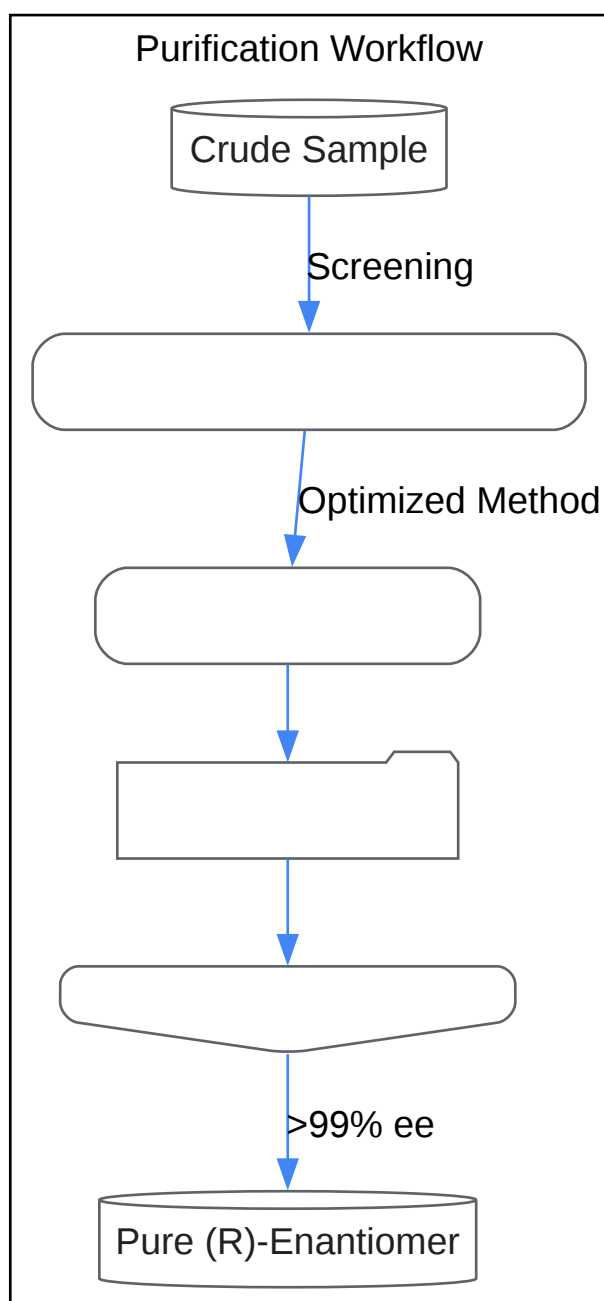 Purification Workflow
Crude Sample
Screening
Optimized Method
>99% ee
Pure (R)-Enantiomer